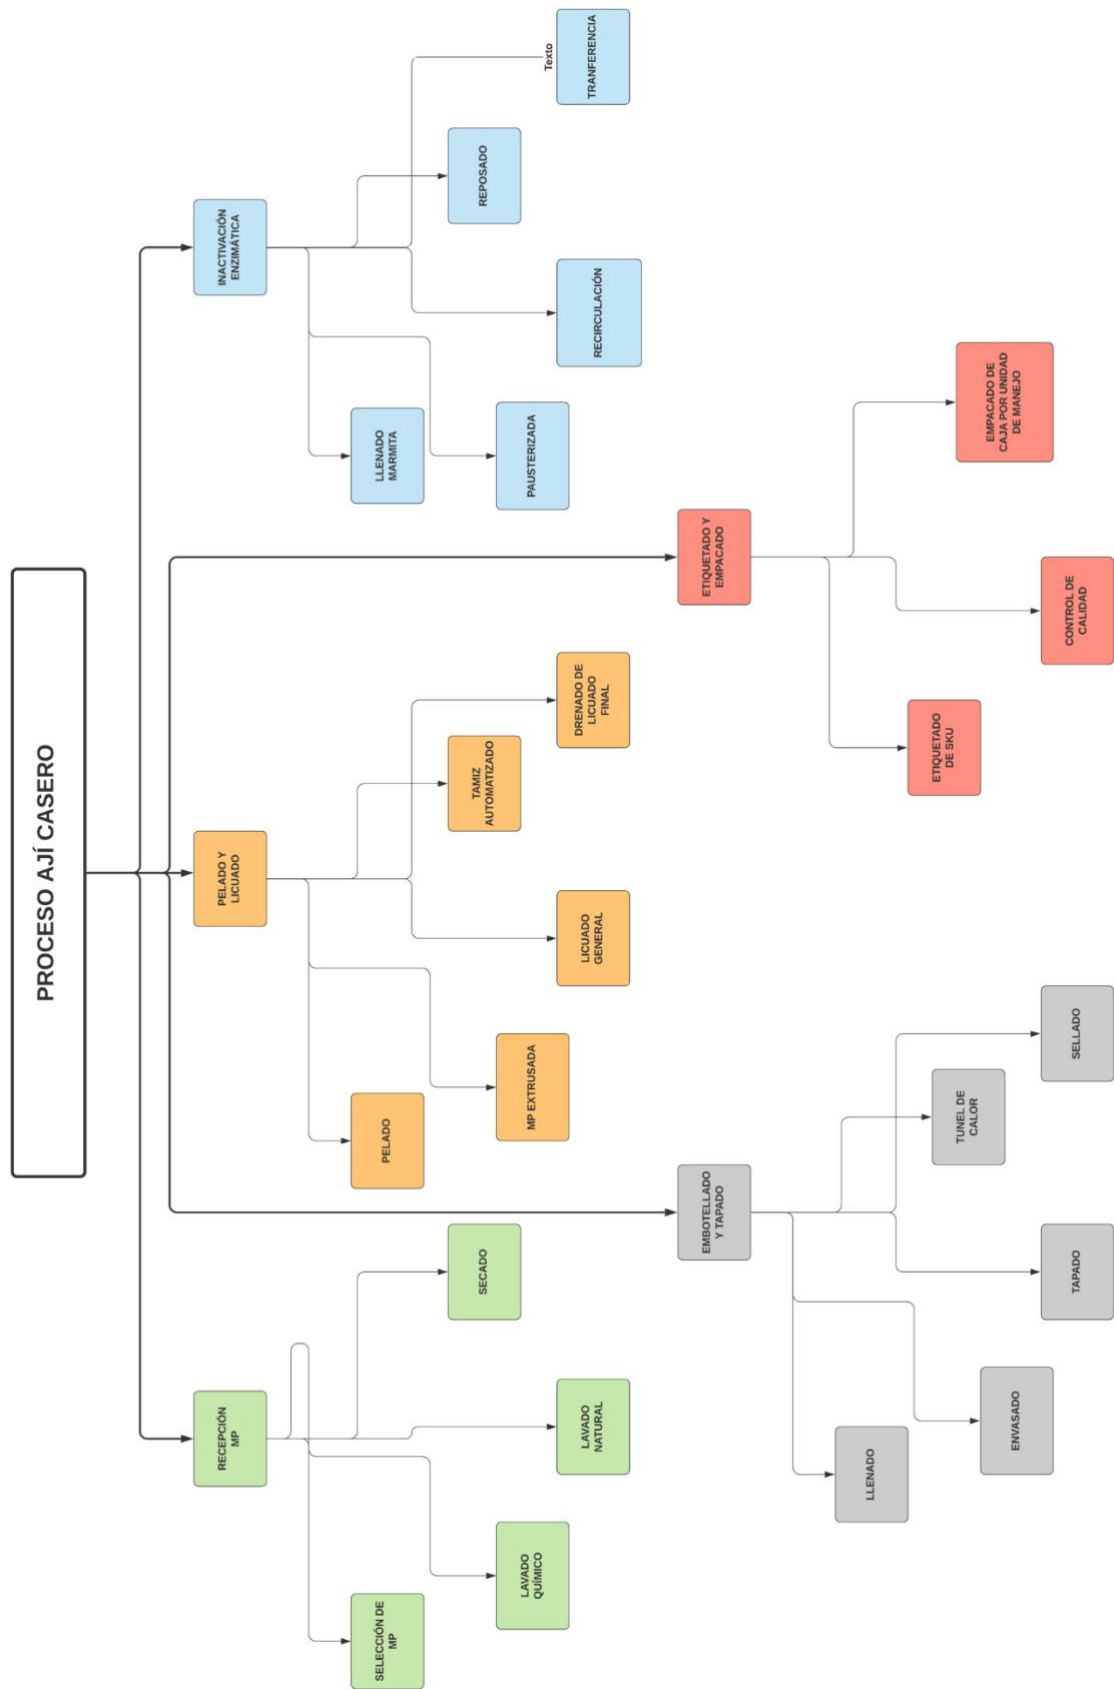 PROCESO AJÍ CASERO
RECEPCIÓN
MP
PELADO Y
LICUADO
INACTIVACIÓN
ENZIMÁTICA
SELECCIÓN DE
MP
LAVADO
QUÍMICO
LAVADO
NATURAL
SECADO
PELADO
MP EXTRUSADA
LICUADO
GENERAL
TAMIZ
AUTOMATIZADO
DRENADO DE
LICUADO
FINAL
LLENADO
MARMITA
PAUSTERIZADA
RECIRCULACIÓN
REPOSADO
Texto
TRANFERENCIA
EMBOTELLADO
Y TAPADO
ETIQUETADO Y
EMPACADO
LLENADO
ENVASADO
TAPADO
TUNEL DE
CALOR
SELLADO
ETIQUETADO
DE SKU
CONTROL DE
CALIDAD
EMPACADO DE
CAJA POR UNIDAD
DE MANEJO